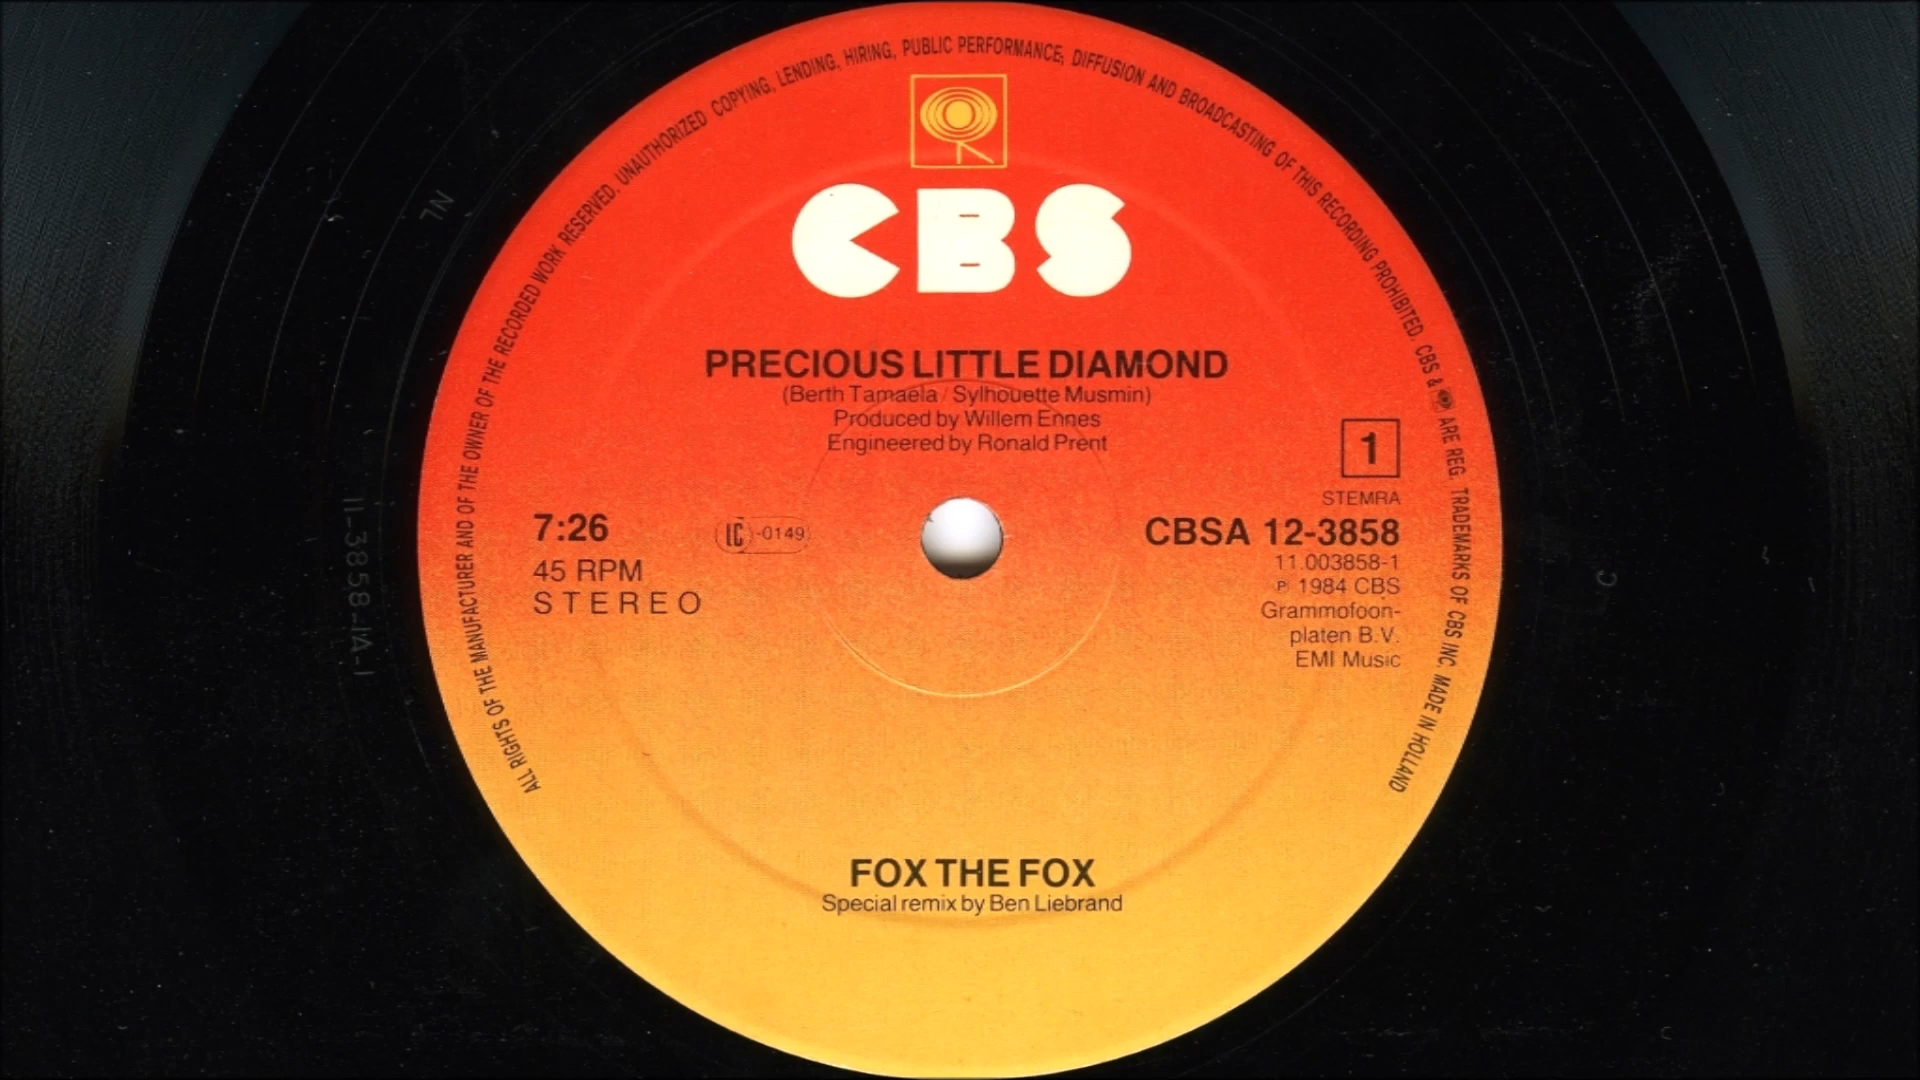 ALL RIGHTS OF THE MANUFACTURER AND OF THE OWNER OF THE RECORDED WORK RESERVED. UNAUTHORIZED COPYING, LENDING, HIRING, PUBLIC PERFORMANCE, DIFFUSION AND BROADCASTING OF THIS RECORDING PROHIBITED. CBS & ARE REG. TRADEMARKS OF CBS INC. MADE IN HOLLAND
CBS
PRECIOUS LITTLE DIAMOND
(Berth Tamaela / Sylhouette Musmin)
Produced by Willem Ennes
Engineered by Ronald Prent
1
STEMRA
7:26
LC -0149
CBSA 12-3858
45 RPM
11.003858-1
STEREO
℗ 1984 CBS
Grammofoon-
platen B.V.
EMI Music
FOX THE FOX
Special remix by Ben Liebrand
NL
11-3858-1A-1